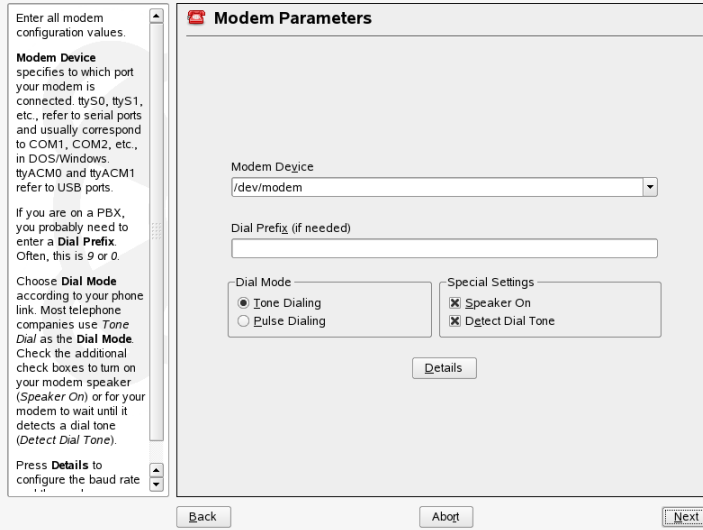 Enter all modem
configuration values.
Modem Device
specifies to which port
your modem is
connected. ttyS0, ttyS1,
etc., refer to serial ports
and usually correspond
to COM1, COM2, etc.,
in DOS/Windows.
ttyACM0 and ttyACM1
refer to USB ports.
If you are on a PBX,
you probably need to
enter a Dial Prefix.
Often, this is 9 or 0.
Choose Dial Mode
according to your phone
link. Most telephone
companies use Tone
Dial as the Dial Mode.
Check the additional
check boxes to turn on
your modem speaker
(Speaker On) or for your
modem to wait until it
detects a dial tone
(Detect Dial Tone).
Press Details to
configure the baud rate
Modem Parameters
Modem Device
/dev/modem
Dial Prefix (if needed)
Dial Mode
Tone Dialing
Pulse Dialing
Special Settings
Speaker On
Detect Dial Tone
Details
Back
Abort
Next